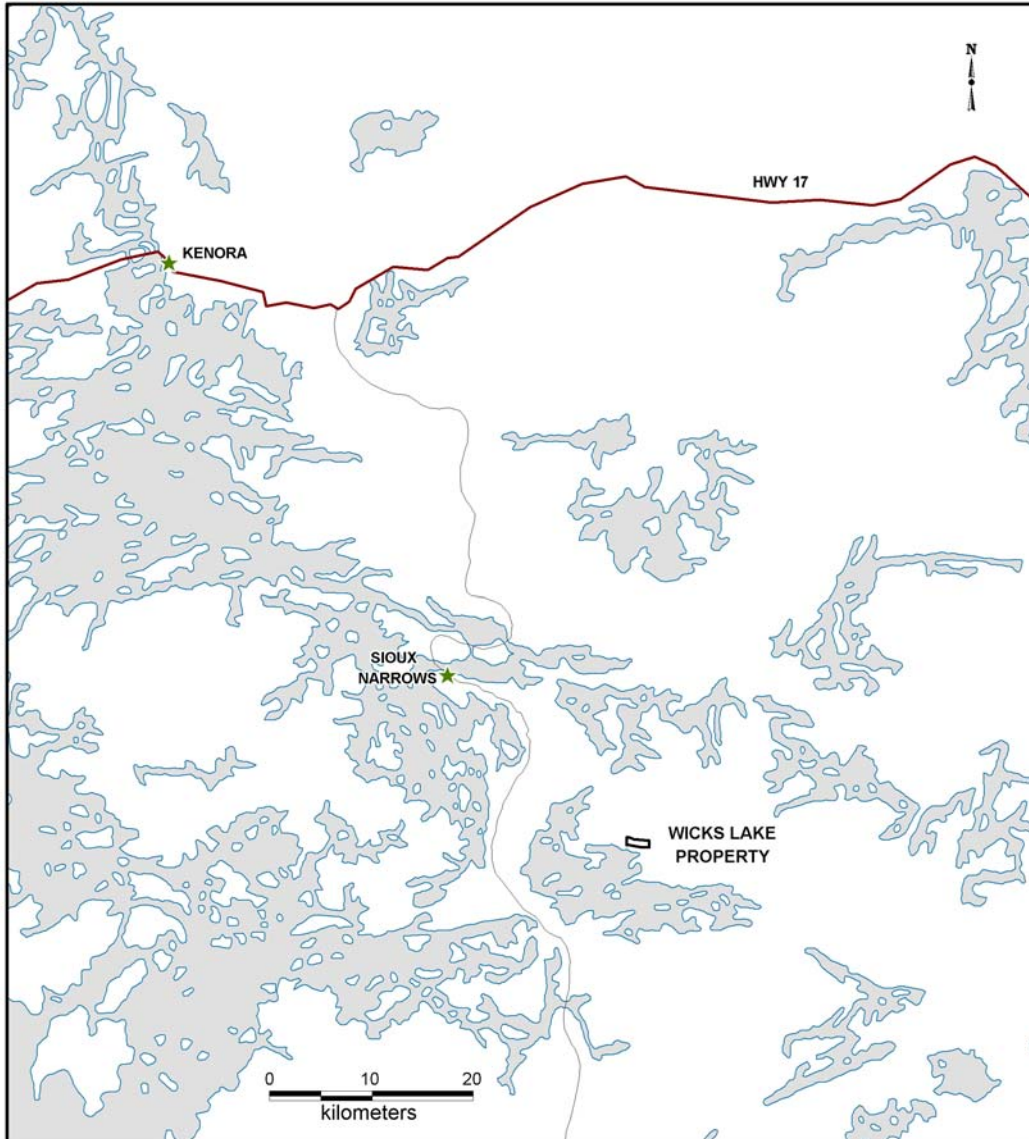 N
HWY 17
KENORA
SIOUX
NARROWS
WICKS LAKE
PROPERTY
0 10 20
kilometers